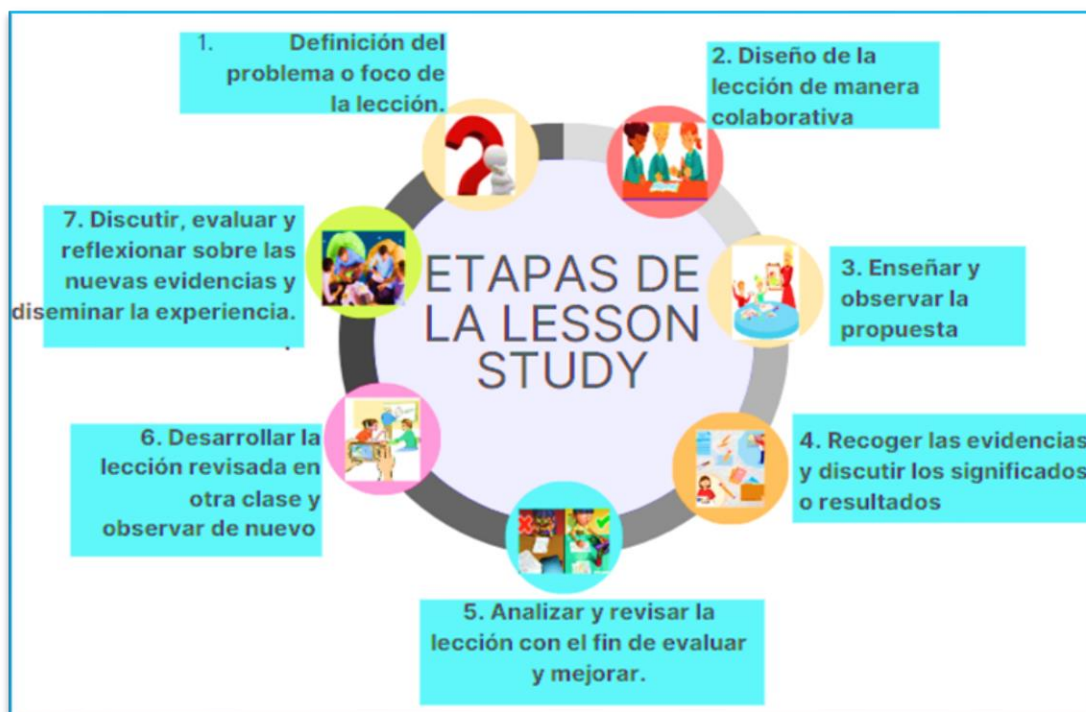 1. Definición del
problema o foco de
la lección.
2. Diseño de la
lección de manera
colaborativa
3. Enseñar y
observar la
propuesta
4. Recoger las evidencias
y discutir los significados
o resultados
5. Analizar y revisar la
lección con el fin de evaluar
y mejorar.
6. Desarrollar la
lección revisada en
otra clase y
observar de nuevo
7. Discutir, evaluar y
reflexionar sobre las
nuevas evidencias y
diseminar la experiencia.
.
ETAPAS DE
LA LESSON
STUDY